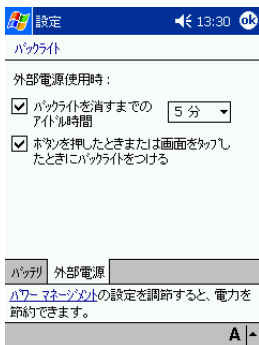 設定 13:30 ok
バックライト
外部電源使用時：
バックライトを消すまでの
アイドル時間 5 分
ボタンを押したときまたは画面をタップし
たときにバックライトをつける
バッテリ 外部電源
パワー マネージメントの設定を調節すると、電力を
節約できます。
A